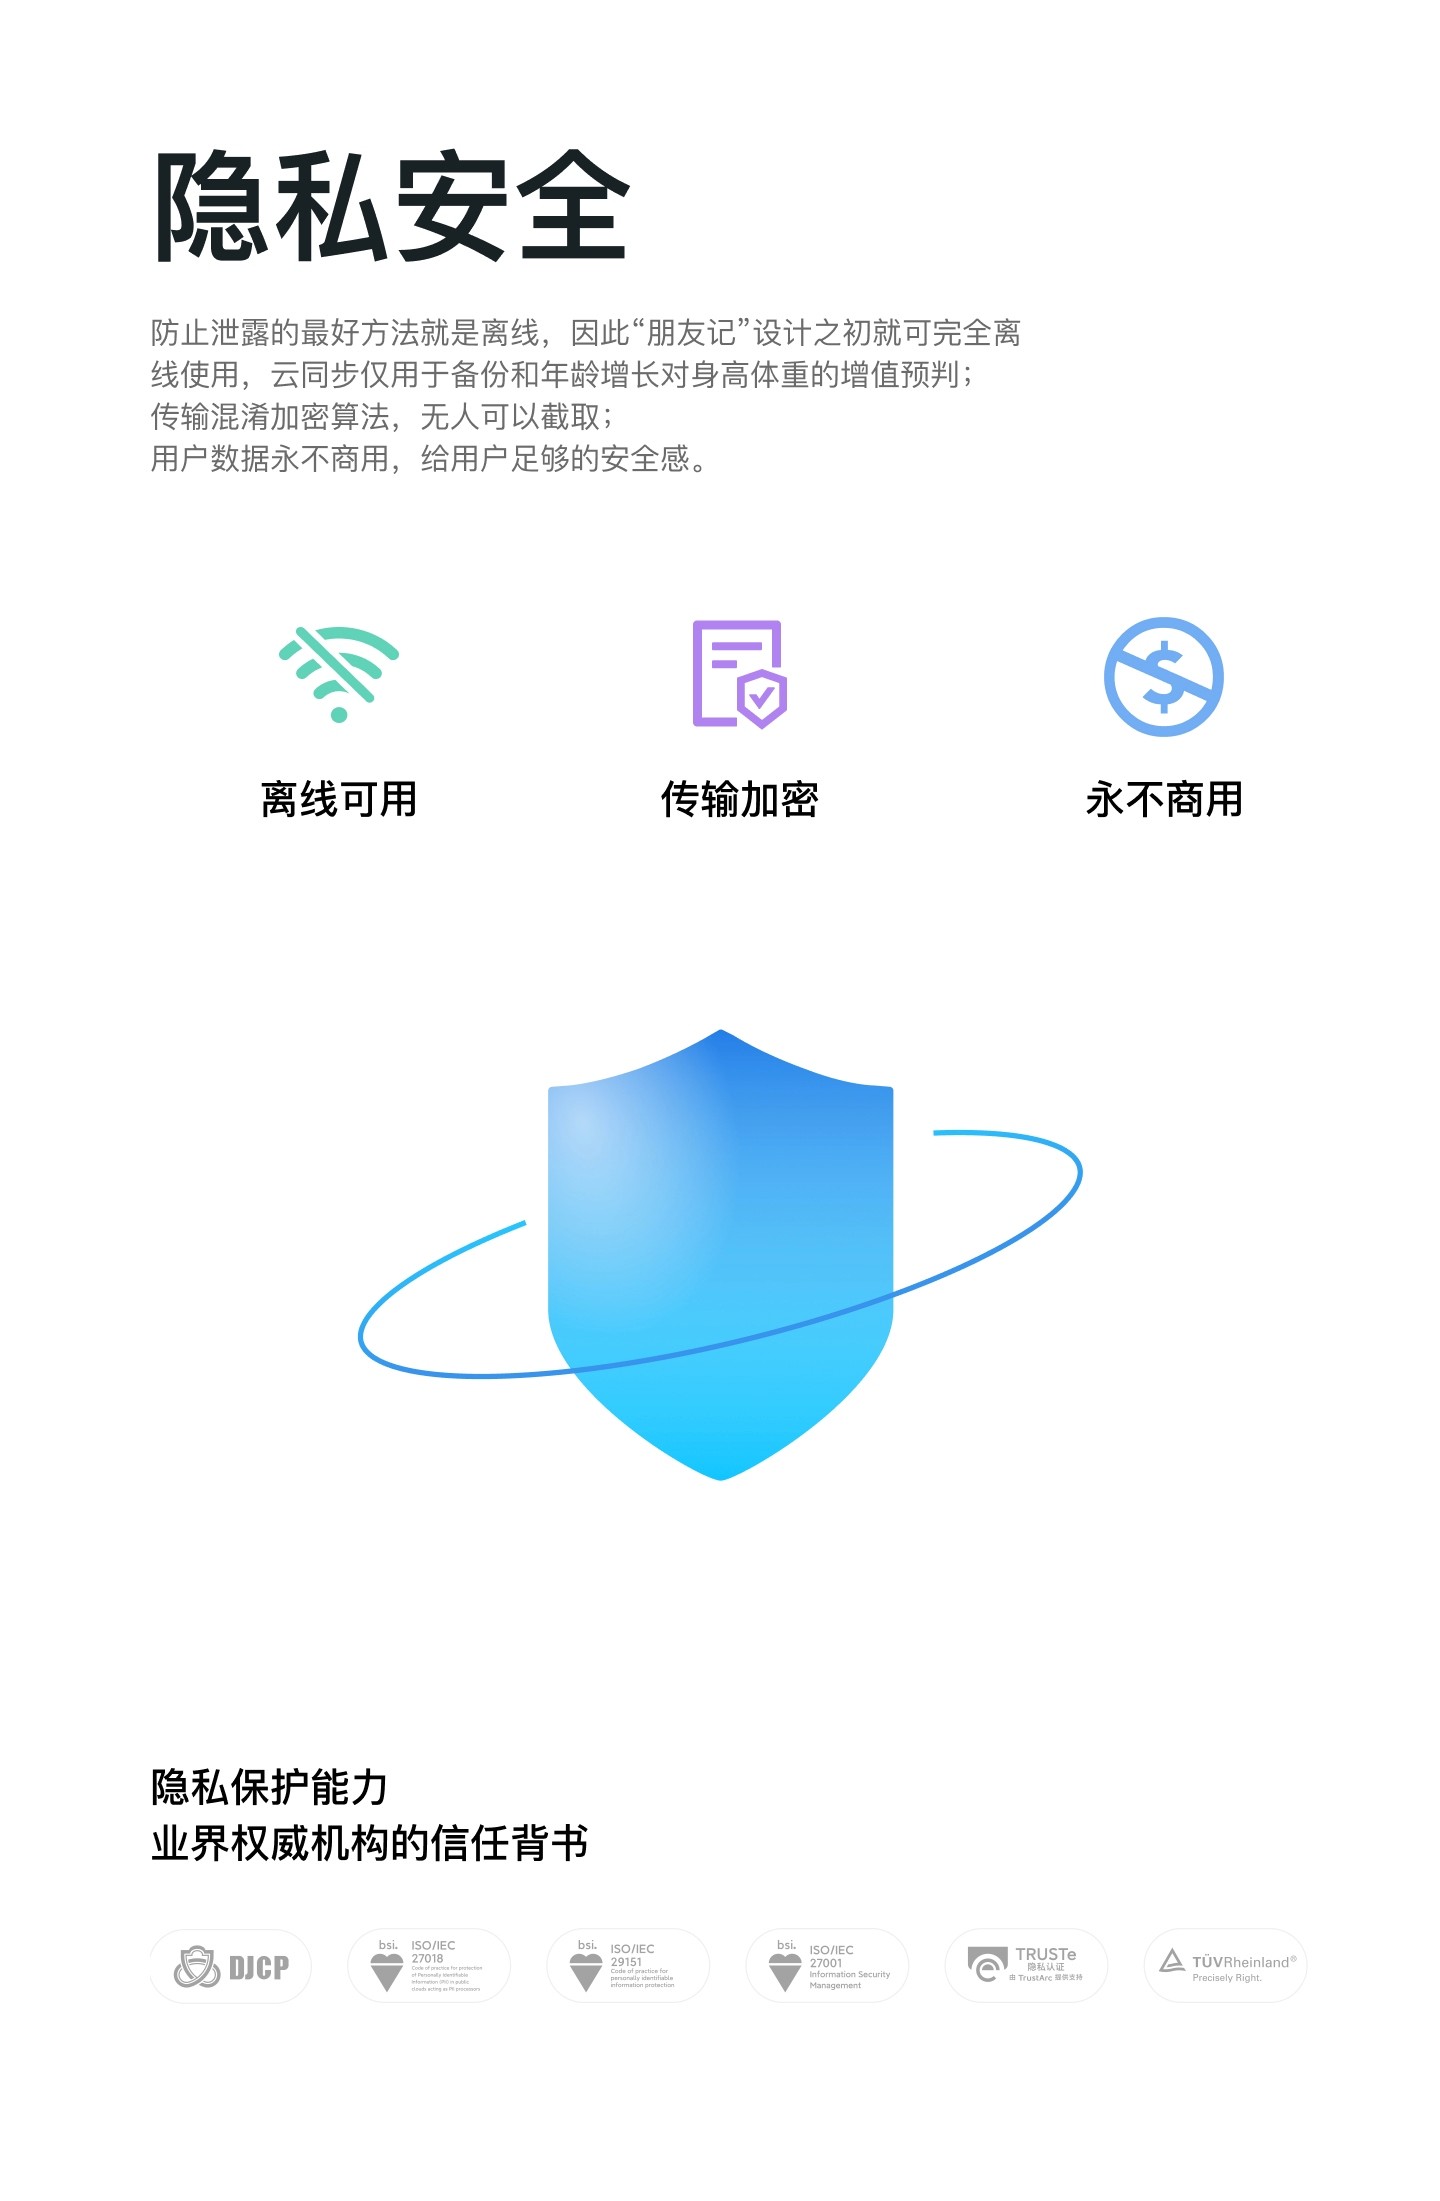 隐私安全
防止泄露的最好方法就是离线，因此“朋友记”设计之初就可完全离
线使用，云同步仅用于备份和年龄增长对身高体重的增值预判；
传输混淆加密算法，无人可以截取；
用户数据永不商用，给用户足够的安全感。
离线可用
传输加密
永不商用
隐私保护能力
业界权威机构的信任背书
DJCP
bsi.
ISO/IEC
27018
Code of practice for protection
of Personally identifiable
information (PII) in public
clouds acting as PII processors
bsi.
ISO/IEC
29151
Code of practice for
personally identifiable
information protection
bsi.
ISO/IEC
27001
Information Security
Management
TRUSTe
隐私认证
由 TrustArc 提供支持
TÜVRheinland®
Precisely Right.